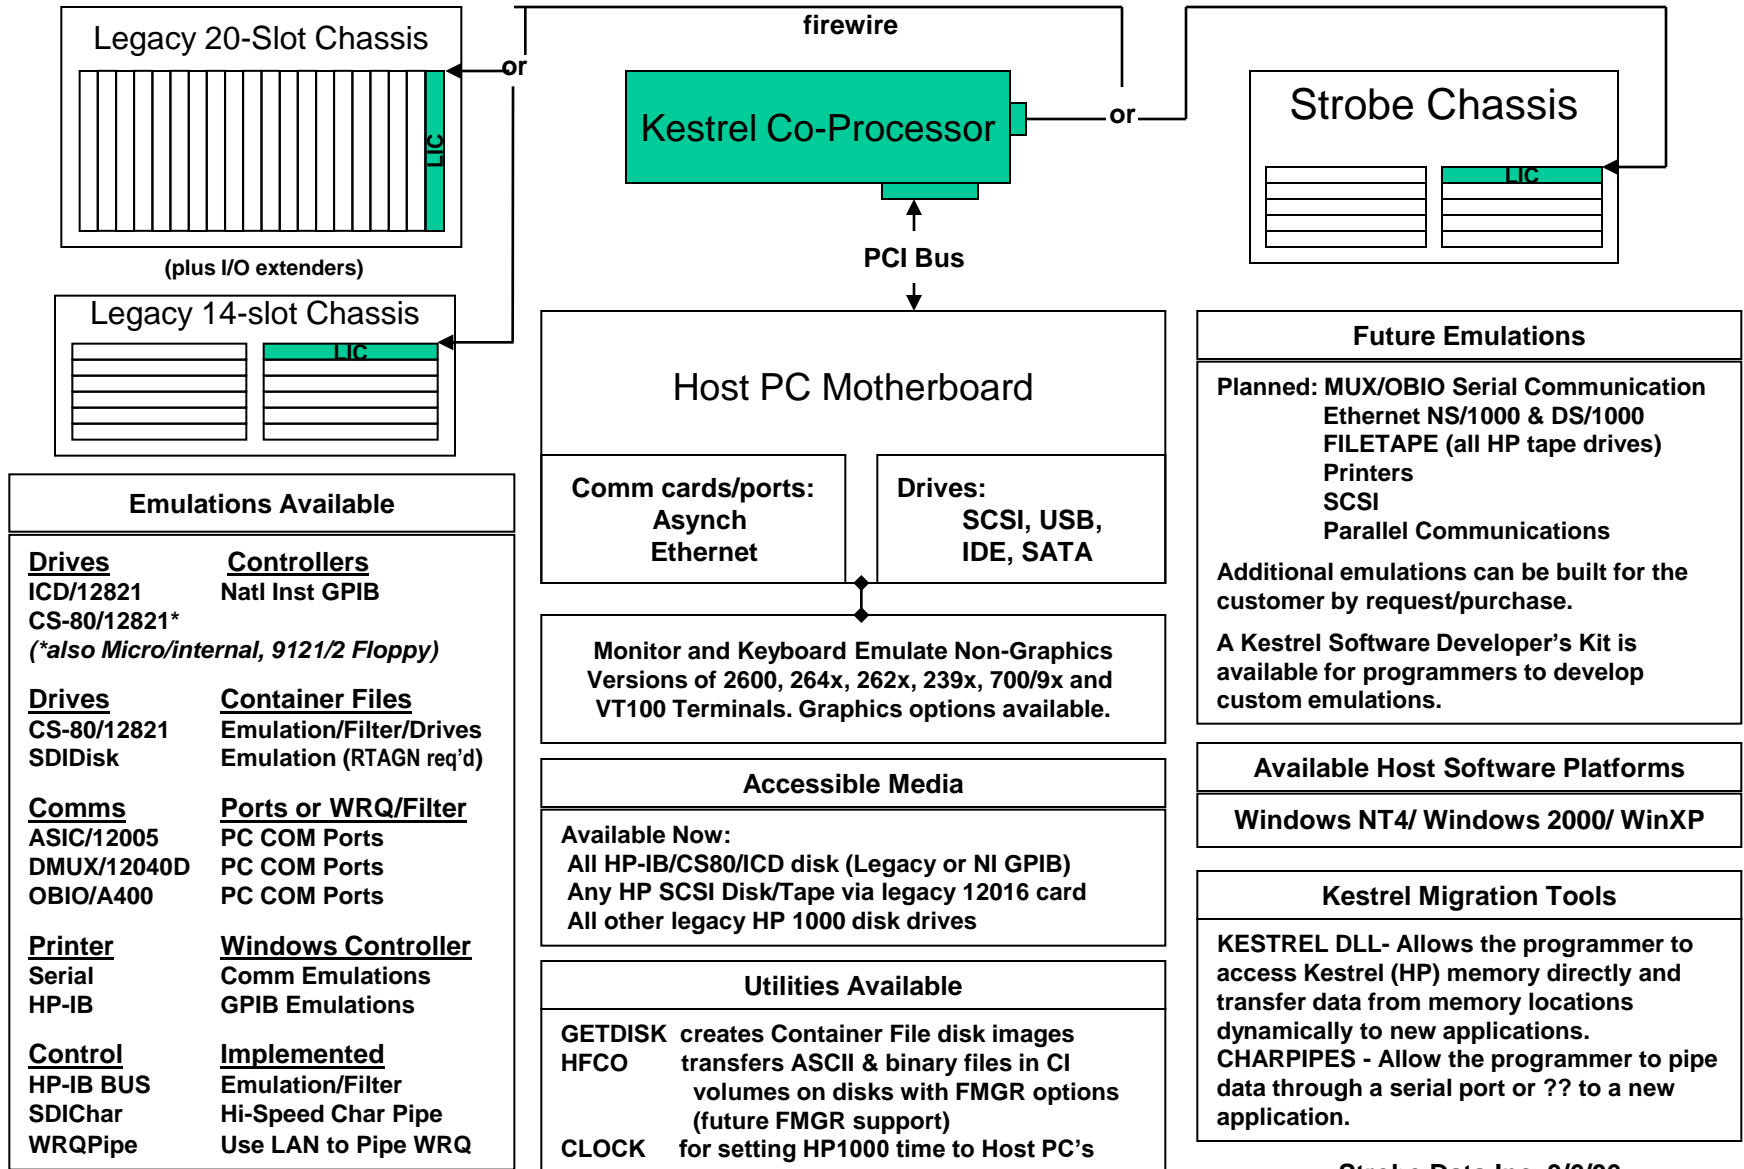 Legacy 20-Slot Chassis
LIC
(plus I/O extenders)
or
firewire
Kestrel Co-Processor
or
Strobe Chassis
LIC
PCI Bus
Legacy 14-slot Chassis
LIC
Host PC Motherboard
Comm cards/ports:
Asynch
Ethernet
Drives:
SCSI, USB,
IDE, SATA
Monitor and Keyboard Emulate Non-Graphics
Versions of 2600, 264x, 262x, 239x, 700/9x and
VT100 Terminals. Graphics options available.
Emulations Available
Drives Controllers
ICD/12821 Natl Inst GPIB
CS-80/12821*
(*also Micro/internal, 9121/2 Floppy)
Drives Container Files
CS-80/12821 Emulation/Filter/Drives
SDIDisk Emulation (RTAGN req'd)
Comms Ports or WRQ/Filter
ASIC/12005 PC COM Ports
DMUX/12040D PC COM Ports
OBIO/A400 PC COM Ports
Printer Windows Controller
Serial Comm Emulations
HP-IB GPIB Emulations
Control Implemented
HP-IB BUS Emulation/Filter
SDIChar Hi-Speed Char Pipe
WRQPipe Use LAN to Pipe WRQ
Accessible Media
Available Now:
All HP-IB/CS80/ICD disk (Legacy or NI GPIB)
Any HP SCSI Disk/Tape via legacy 12016 card
All other legacy HP 1000 disk drives
Utilities Available
GETDISK creates Container File disk images
HFCO transfers ASCII & binary files in CI
volumes on disks with FMGR options
(future FMGR support)
CLOCK for setting HP1000 time to Host PC's
Future Emulations
Planned: MUX/OBIO Serial Communication
Ethernet NS/1000 & DS/1000
FILETAPE (all HP tape drives)
Printers
SCSI
Parallel Communications
Additional emulations can be built for the
customer by request/purchase.
A Kestrel Software Developer's Kit is
available for programmers to develop
custom emulations.
Available Host Software Platforms
Windows NT4/ Windows 2000/ WinXP
Kestrel Migration Tools
KESTREL DLL- Allows the programmer to
access Kestrel (HP) memory directly and
transfer data from memory locations
dynamically to new applications.
CHARPIPES - Allow the programmer to pipe
data through a serial port or ?? to a new
application.
Strobe Data Inc